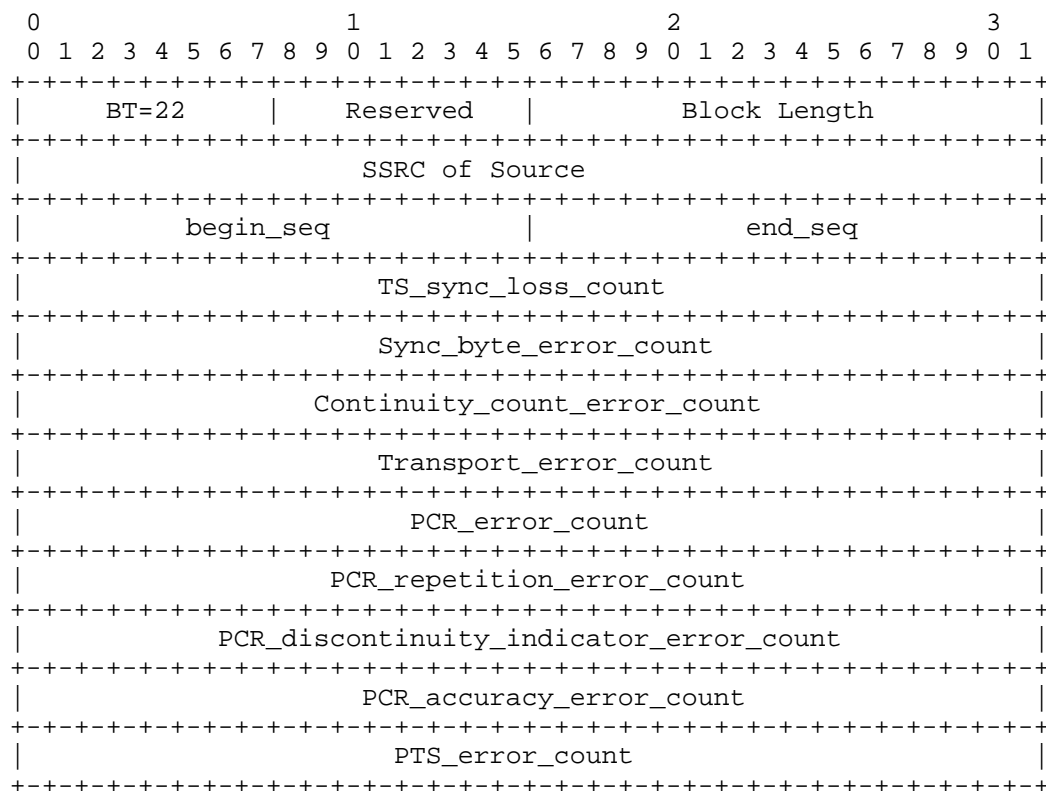 0                   1                   2                   3
0 1 2 3 4 5 6 7 8 9 0 1 2 3 4 5 6 7 8 9 0 1 2 3 4 5 6 7 8 9 0 1
+-+-+-+-+-+-+-+-+-+-+-+-+-+-+-+-+-+-+-+-+-+-+-+-+-+-+-+-+-+-+-+-+
|     BT=22     |    Reserved   |         Block Length          |
+-+-+-+-+-+-+-+-+-+-+-+-+-+-+-+-+-+-+-+-+-+-+-+-+-+-+-+-+-+-+-+-+
|                     SSRC of Source                            |
+-+-+-+-+-+-+-+-+-+-+-+-+-+-+-+-+-+-+-+-+-+-+-+-+-+-+-+-+-+-+-+-+
|          begin_seq            |             end_seq           |
+-+-+-+-+-+-+-+-+-+-+-+-+-+-+-+-+-+-+-+-+-+-+-+-+-+-+-+-+-+-+-+-+
|                      TS_sync_loss_count                       |
+-+-+-+-+-+-+-+-+-+-+-+-+-+-+-+-+-+-+-+-+-+-+-+-+-+-+-+-+-+-+-+-+
|                      Sync_byte_error_count                    |
+-+-+-+-+-+-+-+-+-+-+-+-+-+-+-+-+-+-+-+-+-+-+-+-+-+-+-+-+-+-+-+-+
|                  Continuity_count_error_count                 |
+-+-+-+-+-+-+-+-+-+-+-+-+-+-+-+-+-+-+-+-+-+-+-+-+-+-+-+-+-+-+-+-+
|                      Transport_error_count                    |
+-+-+-+-+-+-+-+-+-+-+-+-+-+-+-+-+-+-+-+-+-+-+-+-+-+-+-+-+-+-+-+-+
|                        PCR_error_count                        |
+-+-+-+-+-+-+-+-+-+-+-+-+-+-+-+-+-+-+-+-+-+-+-+-+-+-+-+-+-+-+-+-+
|                   PCR_repetition_error_count                  |
+-+-+-+-+-+-+-+-+-+-+-+-+-+-+-+-+-+-+-+-+-+-+-+-+-+-+-+-+-+-+-+-+
|            PCR_discontinuity_indicator_error_count            |
+-+-+-+-+-+-+-+-+-+-+-+-+-+-+-+-+-+-+-+-+-+-+-+-+-+-+-+-+-+-+-+-+
|                     PCR_accuracy_error_count                  |
+-+-+-+-+-+-+-+-+-+-+-+-+-+-+-+-+-+-+-+-+-+-+-+-+-+-+-+-+-+-+-+-+
|                       PTS_error_count                         |
+-+-+-+-+-+-+-+-+-+-+-+-+-+-+-+-+-+-+-+-+-+-+-+-+-+-+-+-+-+-+-+-+